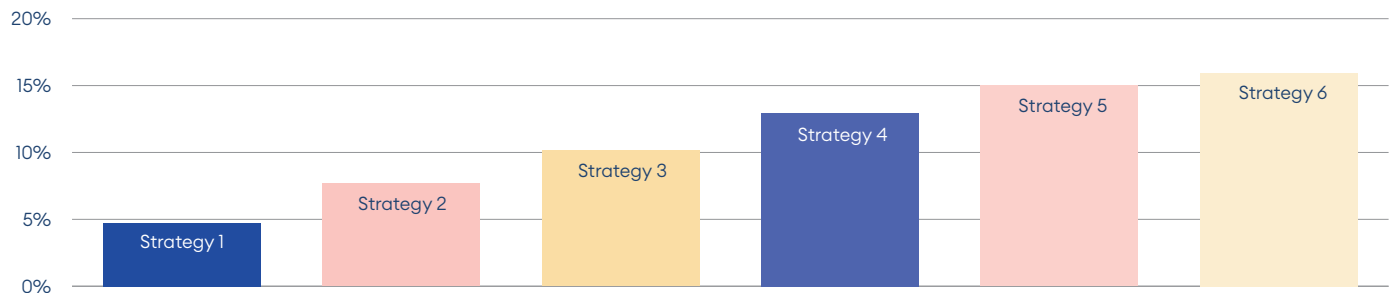 20%
15%
10%
5%
0%
Strategy 1
Strategy 2
Strategy 3
Strategy 4
Strategy 5
Strategy 6